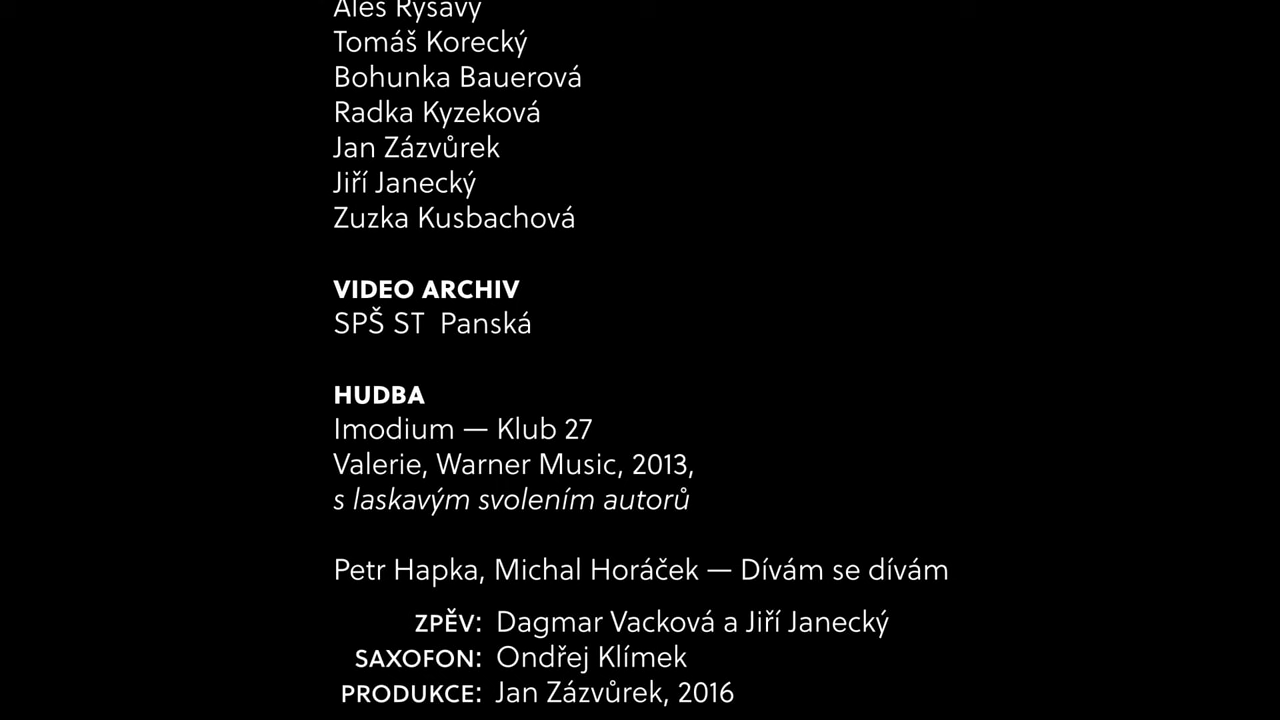 Aleš Ryšavý
Tomáš Korecký
Bohunka Bauerová
Radka Kyzeková
Jan Zázvůrek
Jiří Janecký
Zuzka Kusbachová
VIDEO ARCHIV
SPŠ ST Panská
HUDBA
Imodium — Klub 27
Valerie, Warner Music, 2013,
s laskavým svolením autorů
Petr Hapka, Michal Horáček — Dívám se dívám
ZPĚV: Dagmar Vacková a Jiří Janecký
SAXOFON: Ondřej Klímek
PRODUKCE: Jan Zázvůrek, 2016